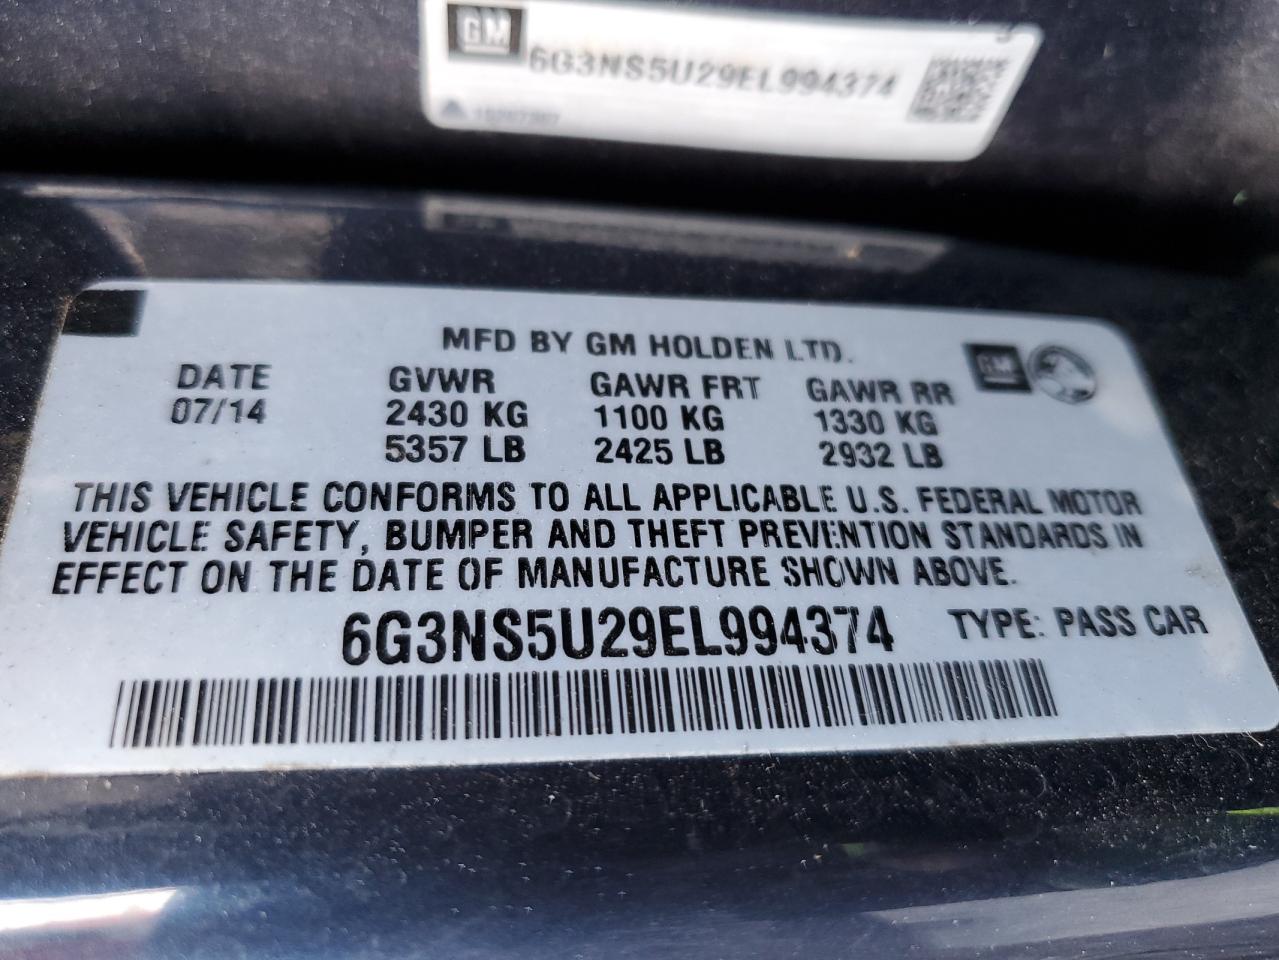 GM
6G3NS5U29EL994374
MFD BY GM HOLDEN LTD.
GM
DATE GVWR GAWR FRT GAWR RR
07/14 2430 KG 1100 KG 1330 KG
5357 LB 2425 LB 2932 LB
THIS VEHICLE CONFORMS TO ALL APPLICABLE U.S. FEDERAL MOTOR
VEHICLE SAFETY, BUMPER AND THEFT PREVENTION STANDARDS IN
EFFECT ON THE DATE OF MANUFACTURE SHOWN ABOVE.
6G3NS5U29EL994374 TYPE: PASS CAR